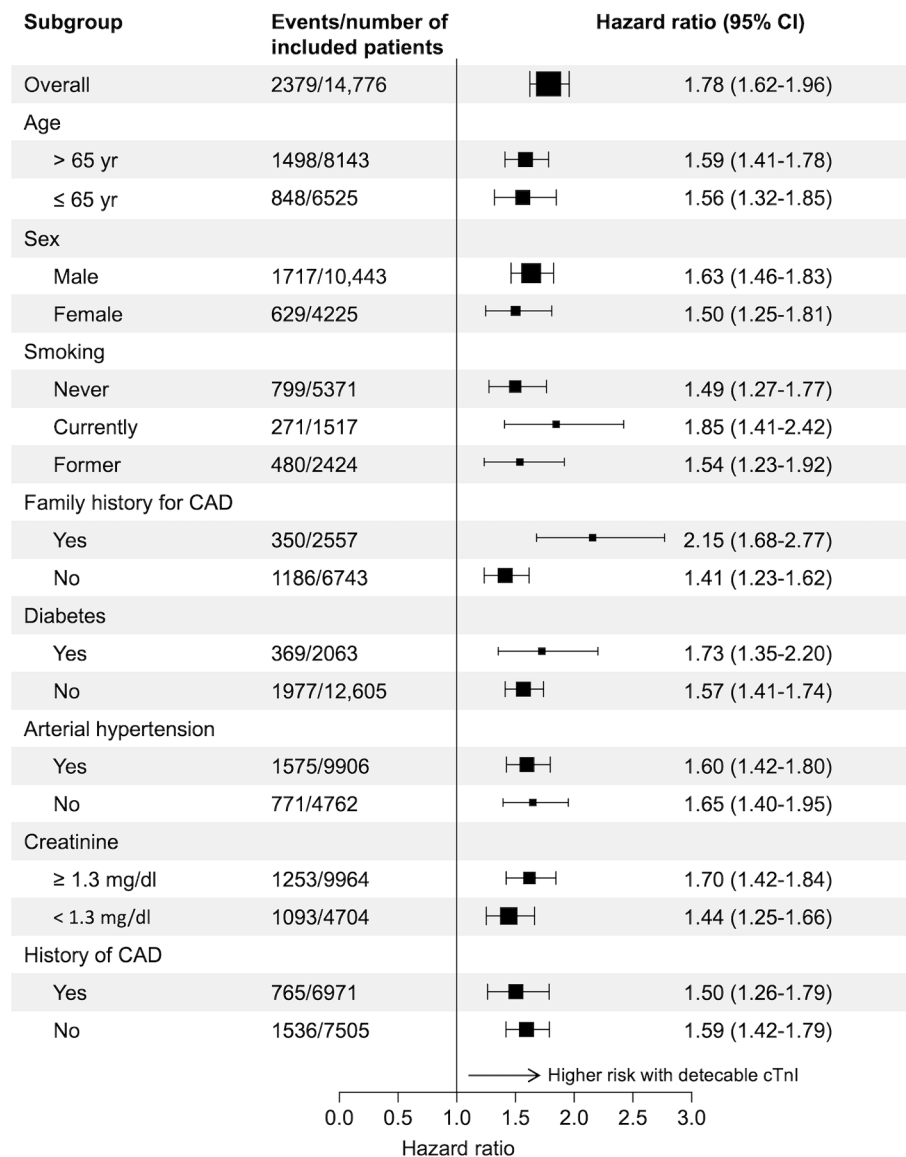 Subgroup Events/number of included patients Hazard ratio (95% CI)
Overall 2379/14,776 1.78 (1.62-1.96)
Age
> 65 yr 1498/8143 1.59 (1.41-1.78)
≤ 65 yr 848/6525 1.56 (1.32-1.85)
Sex
Male 1717/10,443 1.63 (1.46-1.83)
Female 629/4225 1.50 (1.25-1.81)
Smoking
Never 799/5371 1.49 (1.27-1.77)
Currently 271/1517 1.85 (1.41-2.42)
Former 480/2424 1.54 (1.23-1.92)
Family history for CAD
Yes 350/2557 2.15 (1.68-2.77)
No 1186/6743 1.41 (1.23-1.62)
Diabetes
Yes 369/2063 1.73 (1.35-2.20)
No 1977/12,605 1.57 (1.41-1.74)
Arterial hypertension
Yes 1575/9906 1.60 (1.42-1.80)
No 771/4762 1.65 (1.40-1.95)
Creatinine
≥ 1.3 mg/dl 1253/9964 1.70 (1.42-1.84)
< 1.3 mg/dl 1093/4704 1.44 (1.25-1.66)
History of CAD
Yes 765/6971 1.50 (1.26-1.79)
No 1536/7505 1.59 (1.42-1.79)
Higher risk with detecable cTnI
0.0 0.5 1.0 1.5 2.0 2.5 3.0
Hazard ratio